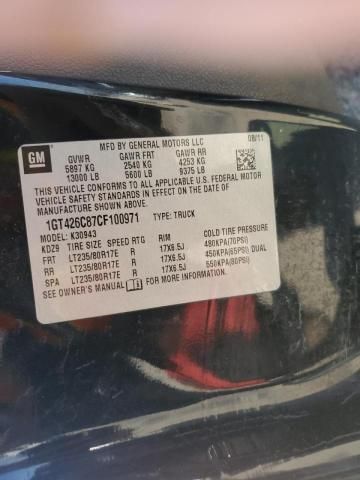 GM
MFD BY GENERAL MOTORS LLC 08/11
GVWR GAWR FRT GAWR RR
5897 KG 2540 KG 4253 KG
13000 LB 5600 LB 9375 LB
THIS VEHICLE CONFORMS TO ALL APPLICABLE U.S. FEDERAL MOTOR
VEHICLE SAFETY STANDARDS IN EFFECT ON THE DATE OF
MANUFACTURE SHOWN ABOVE.
1GT426C87CF100971 TYPE: TRUCK
MODEL: K30943
KDZ9 TIRE SIZE SPEED RTG RIM COLD TIRE PRESSURE
FRT LT235/80R17E R 17X6.5J 480KPA(70PSI)
RR LT235/80R17E R 17X6.5J 450KPA(65PSI) DUAL
SPA LT235/80R17E R 17X6.5J 550KPA(80PSI)
SEE OWNER'S MANUAL FOR MORE INFORMATION.